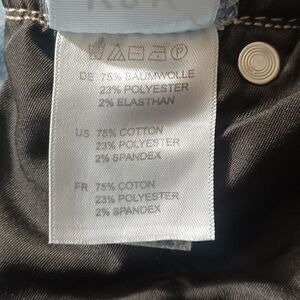 DE 75% BAUMWOLLE
23% POLYESTER
2% ELASTHAN
US 75% COTTON
23% POLYESTER
2% SPANDEX
FR 75% COTON
23% POLYESTER
2% SPANDEX